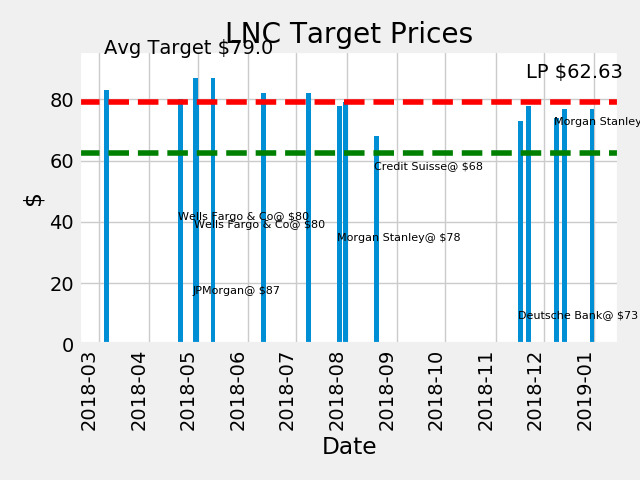 LNC Target Prices
Avg Target $79.0
LP $62.63
Morgan Stanley
Credit Suisse@ $68
Wells Fargo & Co@ $80
Wells Fargo & Co@ $80
Morgan Stanley@ $78
JPMorgan@ $87
Deutsche Bank@ $73
$
80
60
40
20
0
2018-03
2018-04
2018-05
2018-06
2018-07
2018-08
2018-09
2018-10
2018-11
2018-12
2019-01
Date